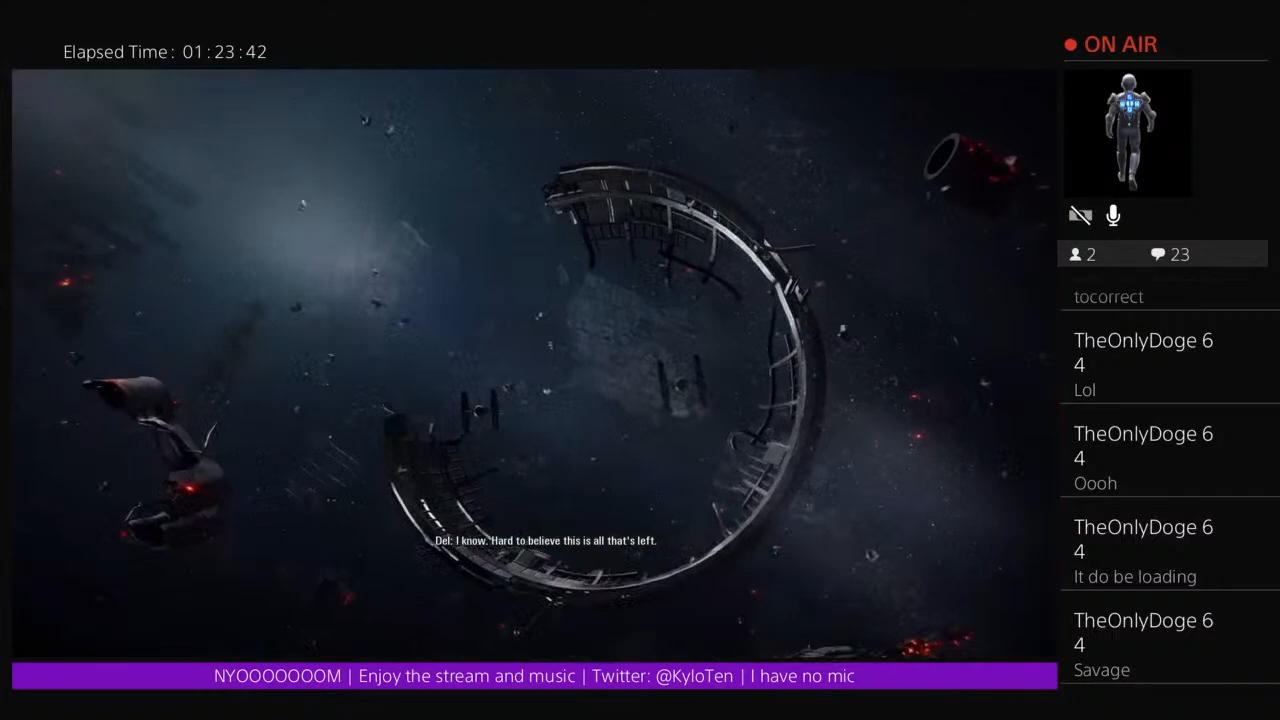 Elapsed Time: 01:23:42
ON AIR
2 23
tocorrect
TheOnlyDoge 6
4
Lol
TheOnlyDoge 6
4
Oooh
TheOnlyDoge 6
4
It do be loading
TheOnlyDoge 6
4
Savage
Del: I know. Hard to believe this is all that's left.
NYOOOOOOOM | Enjoy the stream and music | Twitter: @KyloTen | I have no mic